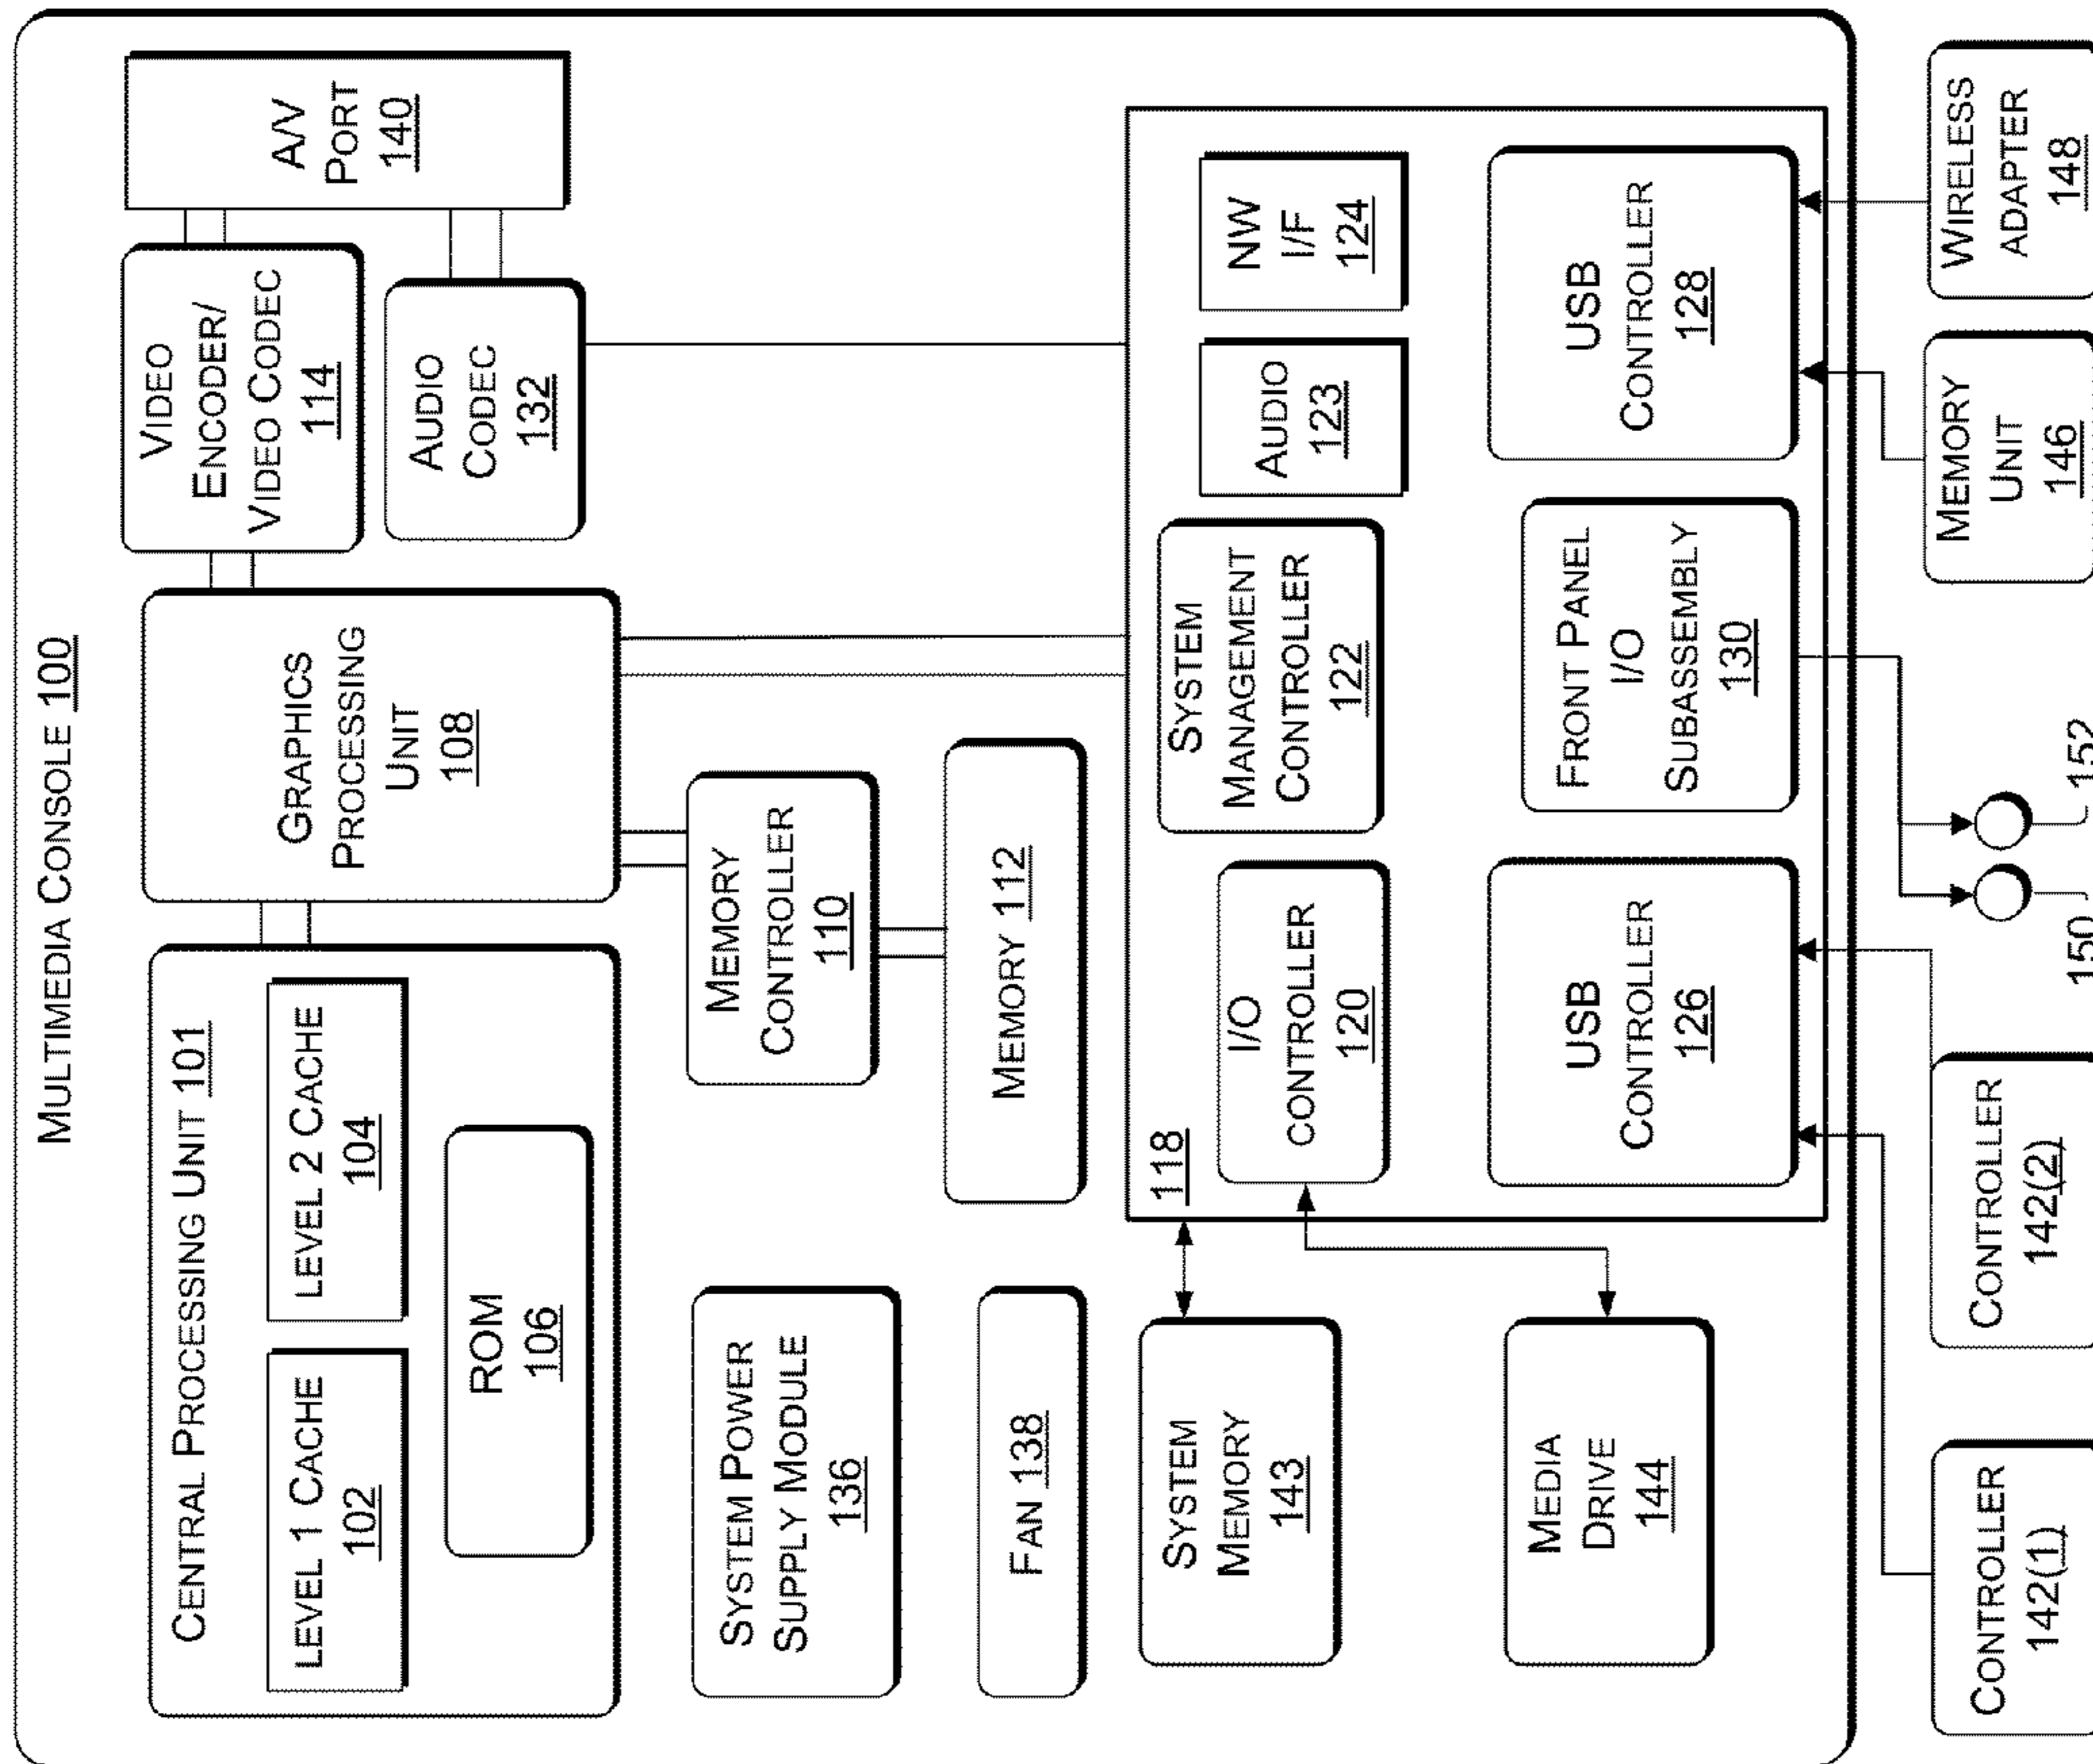 MULTIMEDIA CONSOLE 100
CENTRAL PROCESSING UNIT 101
LEVEL 1 CACHE
102
LEVEL 2 CACHE
104
ROM
106
GRAPHICS
PROCESSING
UNIT
108
VIDEO
ENCODER/
VIDEO CODEC
114
AUDIO
CODEC
132
A/V
PORT
140
SYSTEM POWER
SUPPLY MODULE
136
MEMORY
CONTROLLER
110
FAN 138
MEMORY 112
118
SYSTEM
MEMORY
143
I/O
CONTROLLER
120
SYSTEM
MANAGEMENT
CONTROLLER
122
AUDIO
123
NW
I/F
124
MEDIA
DRIVE
144
USB
CONTROLLER
126
FRONT PANEL
I/O
SUBASSEMBLY
130
USB
CONTROLLER
128
CONTROLLER
142(1)
CONTROLLER
142(2)
150
152
MEMORY
UNIT
146
WIRELESS
ADAPTER
148